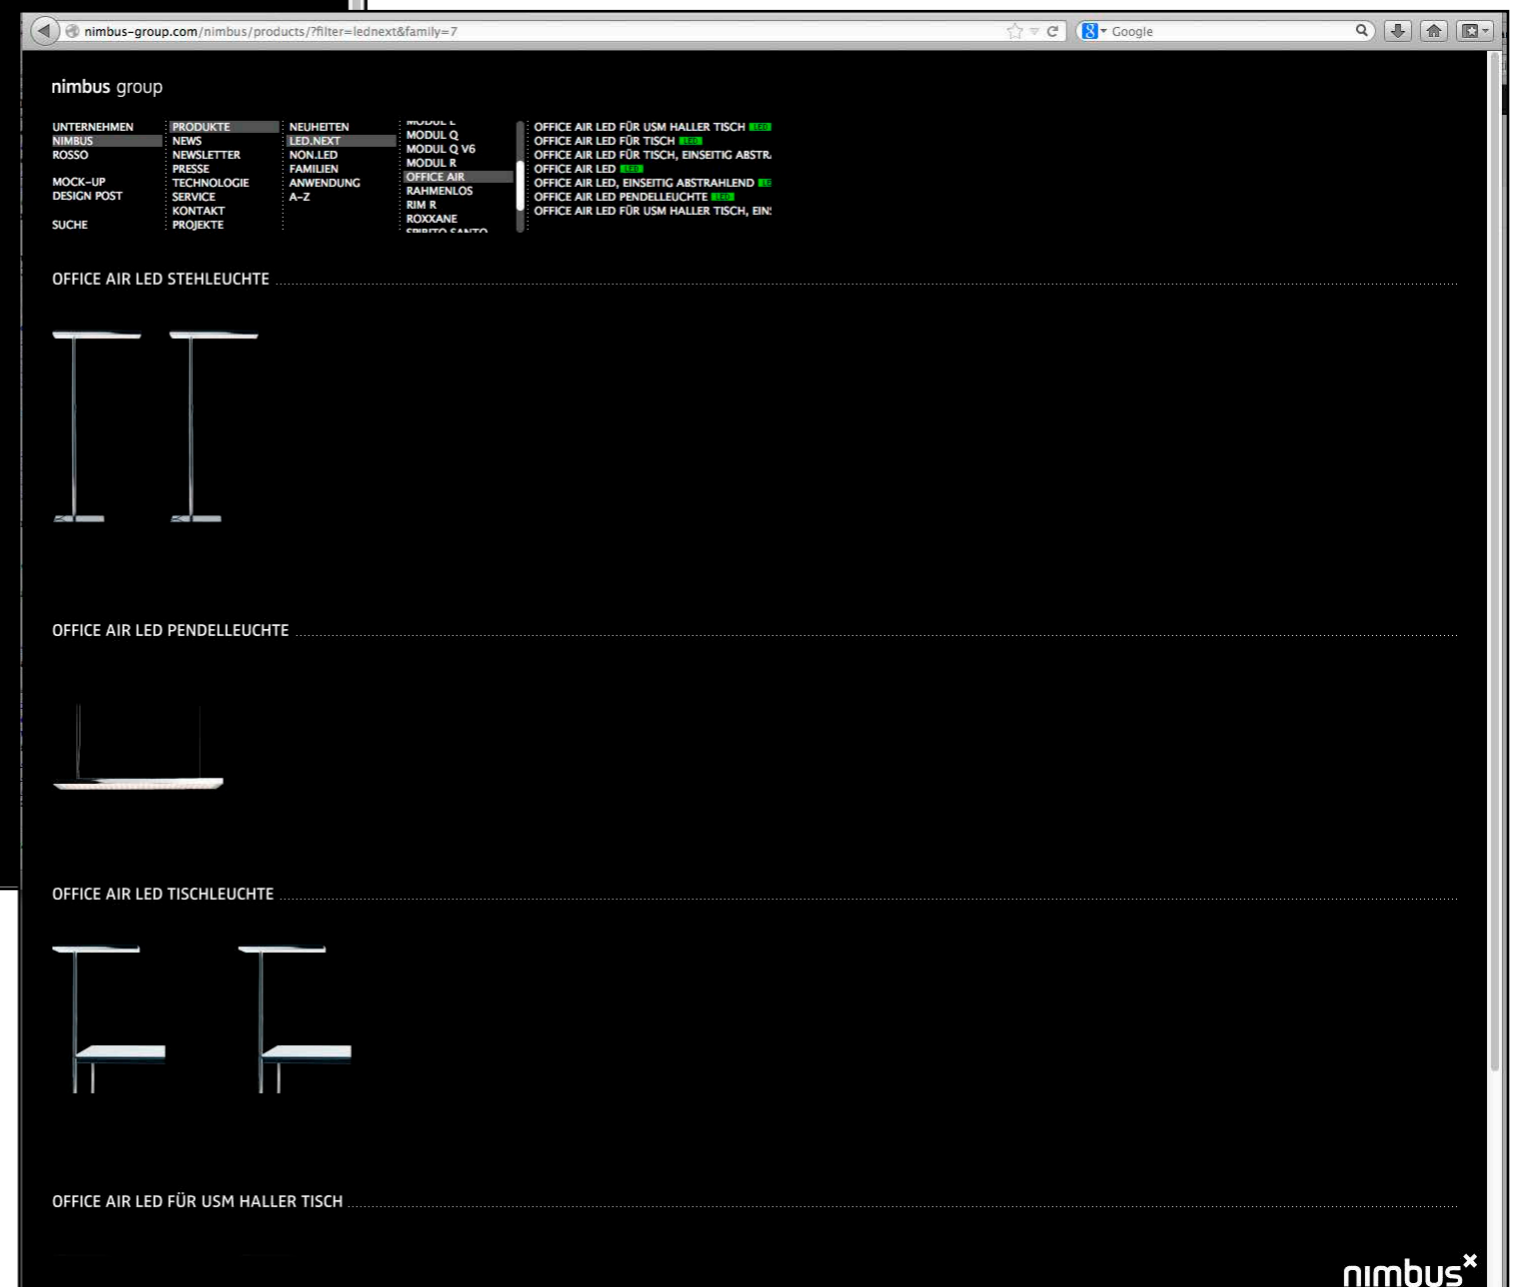 nimbus-group.com/nimbus/products/?filter=lednext&family=7
Google
nimbus group
UNTERNEHMEN
NIMBUS
ROSSO
MOCK-UP
DESIGN POST
SUCHE
PRODUKTE
NEWS
NEWSLETTER
PRESSE
TECHNOLOGIE
SERVICE
KONTAKT
PROJEKTE
NEUHEITEN
LED.NEXT
NON.LED
FAMILIEN
ANWENDUNG
A-Z
MODUL L
MODUL Q
MODUL Q V6
MODUL R
OFFICE AIR
RAHMENLOS
RIM R
ROXXANE
SPIRITO SANTO
OFFICE AIR LED FÜR USM HALLER TISCH LED
OFFICE AIR LED FÜR TISCH LED
OFFICE AIR LED FÜR TISCH, EINSEITIG ABSTR
OFFICE AIR LED LED
OFFICE AIR LED, EINSEITIG ABSTRAHLEND LE
OFFICE AIR LED PENDELLEUCHTE LED
OFFICE AIR LED FÜR USM HALLER TISCH, EIN
OFFICE AIR LED STEHLEUCHTE
OFFICE AIR LED PENDELLEUCHTE
OFFICE AIR LED TISCHLEUCHTE
OFFICE AIR LED FÜR USM HALLER TISCH
nimbus×